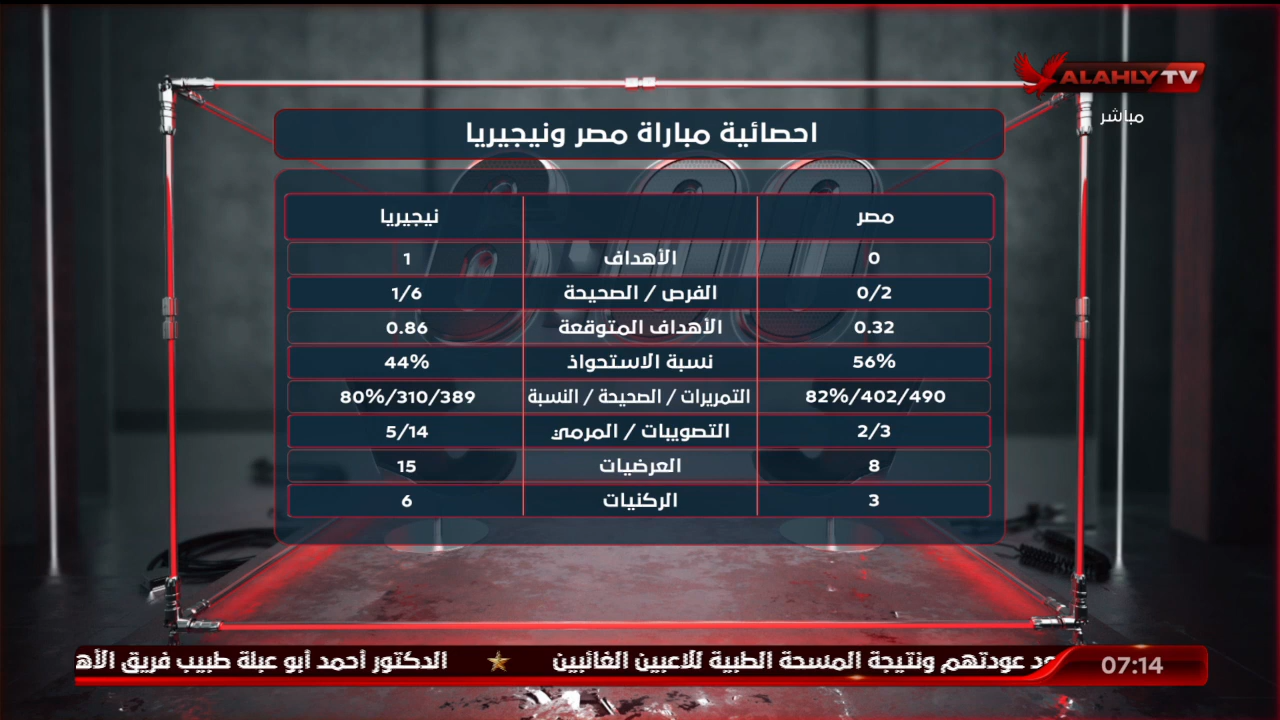 ALAHLY TV
مباشر
احصائية مباراة مصر ونيجيريا
مصر نيجيريا
0 الأهداف 1
0/2 الفرص / الصحيحة 1/6
0.32 الأهداف المتوقعة 0.86
56% نسبة الاستحواذ 44%
82%/402/490 التمريرات / الصحيحة / النسبة 80%/310/389
2/3 التصويبات / المرمي 5/14
8 العرضيات 15
3 الركنيات 6
07:14
عودتهم ونتيجة المسحة الطبية للاعبين الغائبين ★ الدكتور أحمد أبو عبلة طبيب فريق